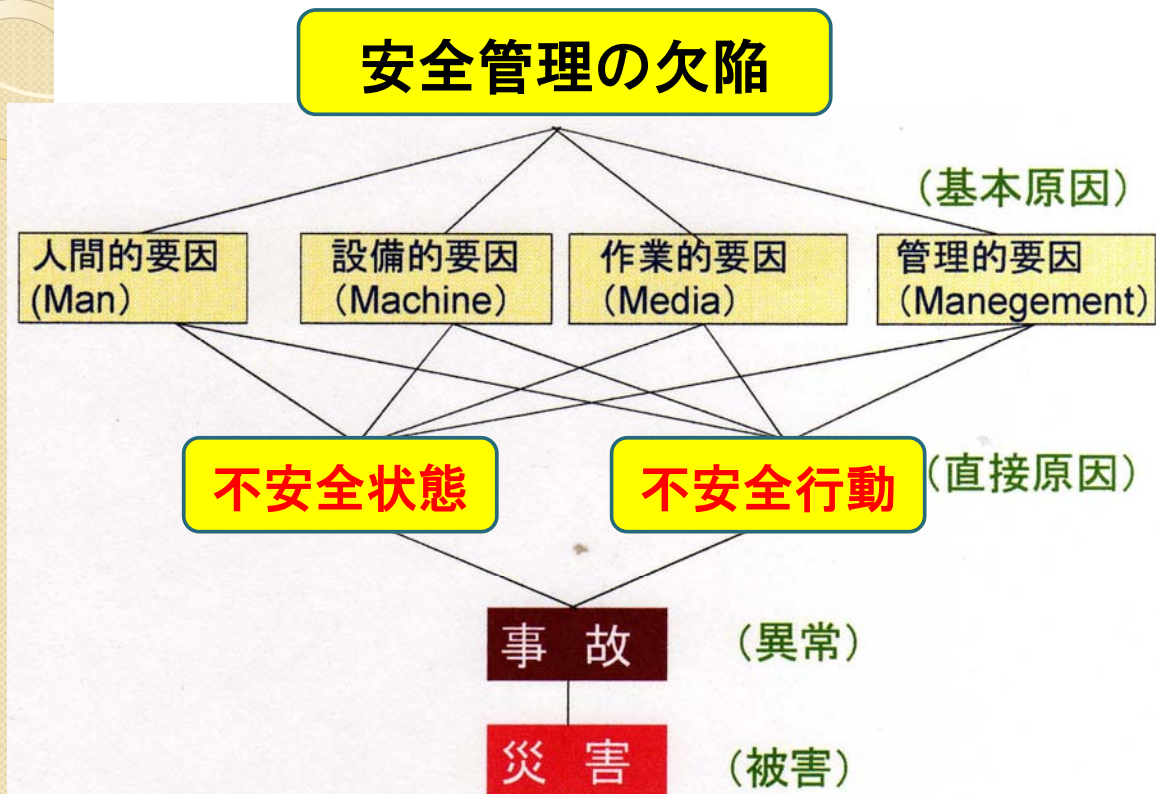 安全管理の欠陥
(基本原因)
人間的要因
(Man)
設備的要因
(Machine)
作業的要因
(Media)
管理的要因
(Manegement)
不安全状態
不安全行動
(直接原因)
事 故
(異常)
災 害
(被害)